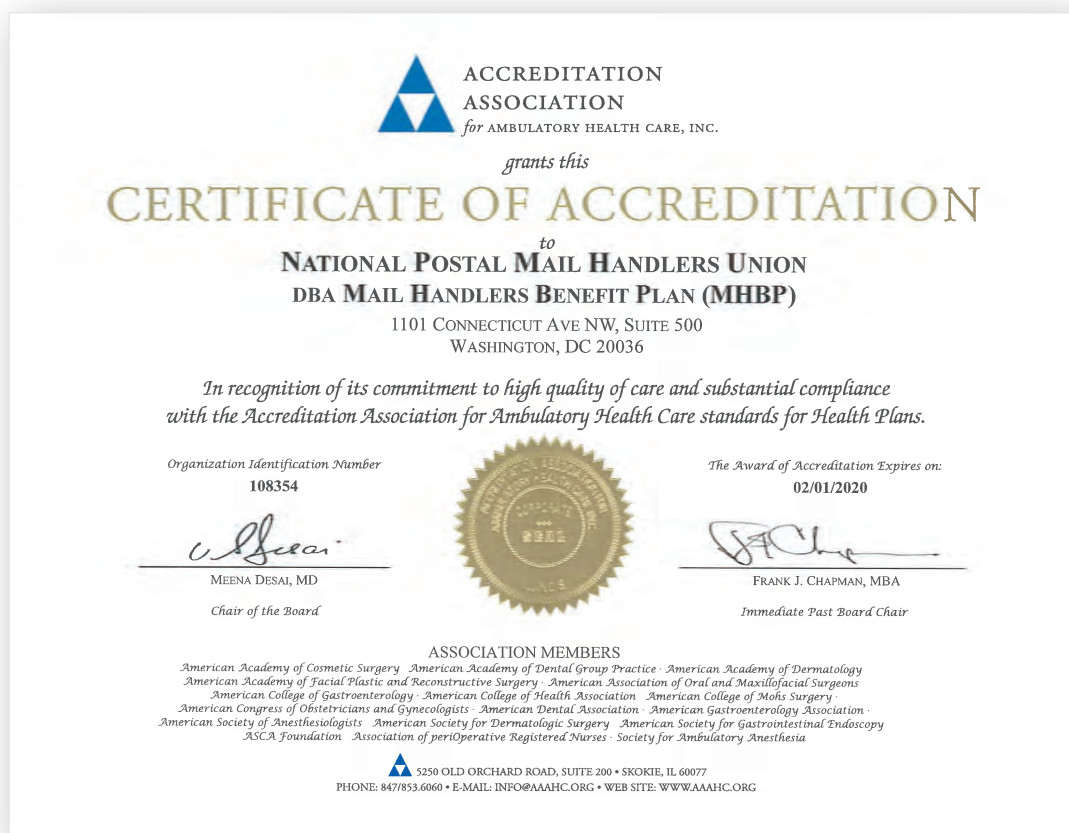 ACCREDITATION
ASSOCIATION
for AMBULATORY HEALTH CARE, INC.
grants this
CERTIFICATE OF ACCREDITATION
to
NATIONAL POSTAL MAIL HANDLERS UNION
DBA MAIL HANDLERS BENEFIT PLAN (MHBP)
1101 CONNECTICUT AVE NW, SUITE 500
WASHINGTON, DC 20036
In recognition of its commitment to high quality of care and substantial compliance
with the Accreditation Association for Ambulatory Health Care standards for Health Plans.
Organization Identification Number
108354
CORPORATE
SEAL
The Award of Accreditation Expires on:
02/01/2020
MEENA DESAI, MD
Chair of the Board
FRANK J. CHAPMAN, MBA
Immediate Past Board Chair
ASSOCIATION MEMBERS
American Academy of Cosmetic Surgery American Academy of Dental Group Practice · American Academy of Dermatology
American Academy of Facial Plastic and Reconstructive Surgery · American Association of Oral and Maxillofacial Surgeons
American College of Gastroenterology · American College of Health Association American College of Mohs Surgery ·
American Congress of Obstetricians and Gynecologists · American Dental Association · American Gastroenterology Association ·
American Society of Anesthesiologists American Society for Dermatologic Surgery American Society for Gastrointestinal Endoscopy
ASCA Foundation Association of periOperative Registered Nurses · Society for Ambulatory Anesthesia
5250 OLD ORCHARD ROAD, SUITE 200 • SKOKIE, IL 60077
PHONE: 847/853.6060 • E-MAIL: INFO@AAAHC.ORG • WEB SITE: WWW.AAAHC.ORG